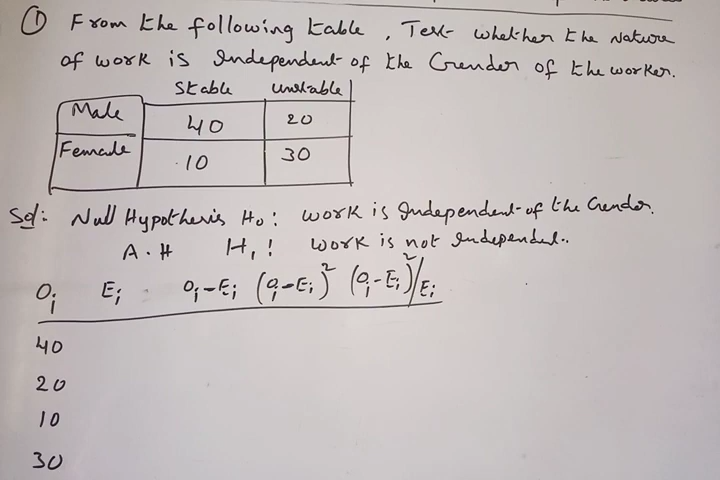 ① From the following table, Test whether the Nature
of work is Independent of the Gender of the worker.
Stable unstable
Male 40 20
Female 10 30
Sol: Null Hypothesis H₀: work is Independent of the Gender.
A.H H₁: work is not Independent.
Oᵢ Eᵢ Oᵢ-Eᵢ (Oᵢ-Eᵢ)² (Oᵢ-Eᵢ)²/Eᵢ
40
20
10
30